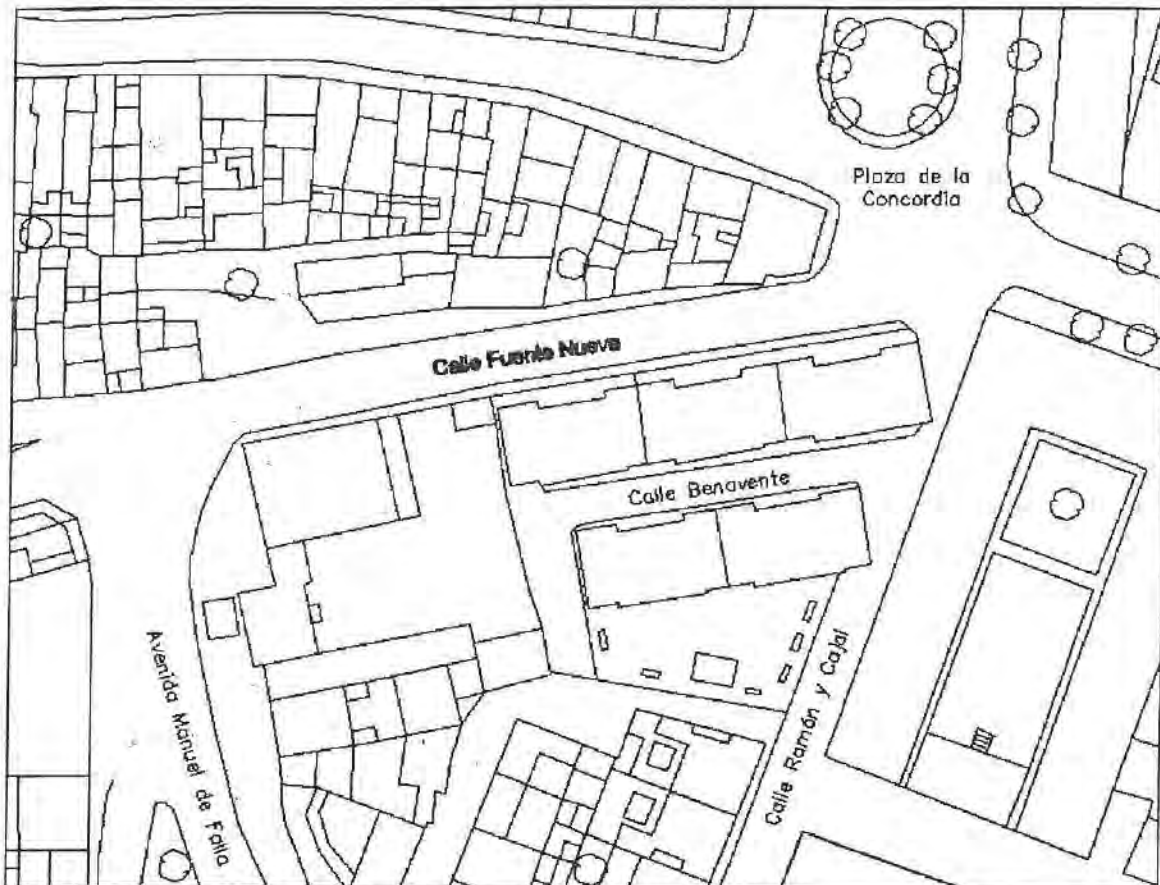 Plaza de la
Concordia
Calle Fuente Nueva
Calle Benavente
Avenida Manuel de Falla
Calle Ramón y Cajal